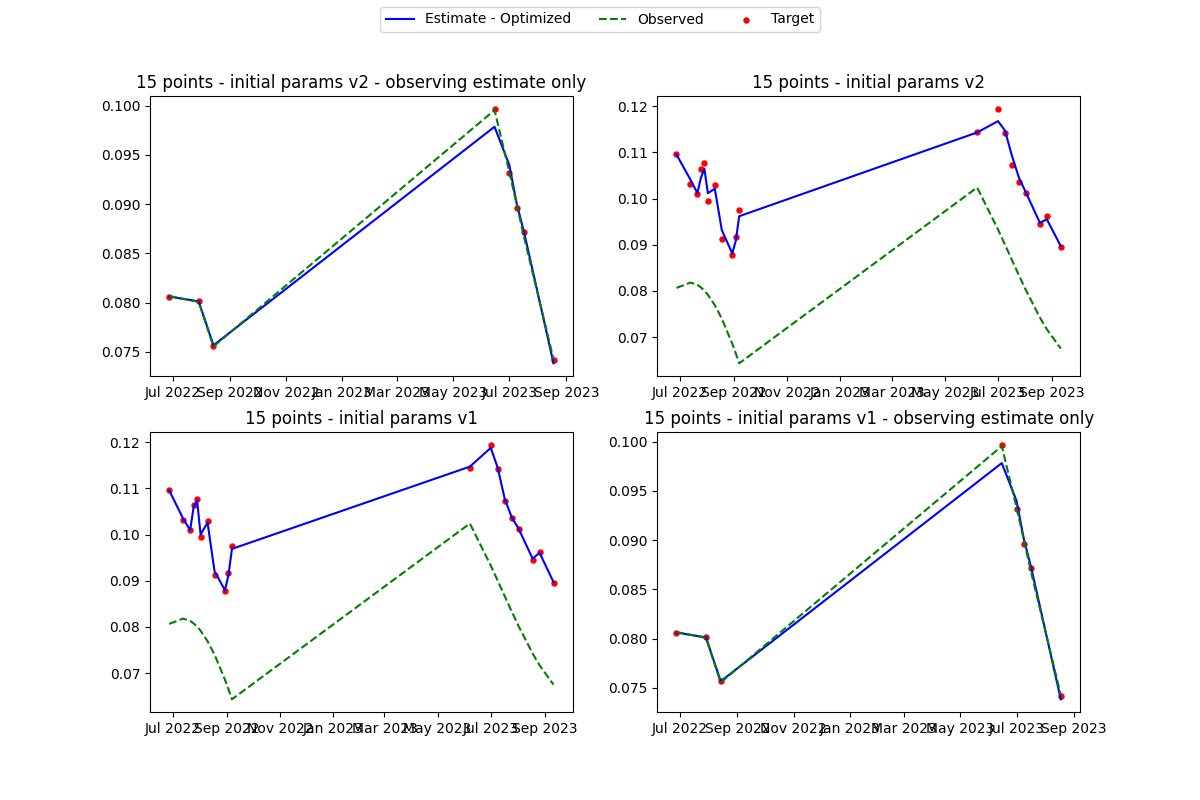 Estimate - Optimized Observed Target
15 points - initial params v2 - observing estimate only
0.100
0.095
0.090
0.085
0.080
0.075
Jul 2022 Sep 2022 Nov 2022 Jan 2023 Mar 2023 May 2023 Jul 2023 Sep 2023
15 points - initial params v2
0.12
0.11
0.10
0.09
0.08
0.07
Jul 2022 Sep 2022 Nov 2022 Jan 2023 Mar 2023 May 2023 Jul 2023 Sep 2023
15 points - initial params v1
0.12
0.11
0.10
0.09
0.08
0.07
Jul 2022 Sep 2022 Nov 2022 Jan 2023 Mar 2023 May 2023 Jul 2023 Sep 2023
15 points - initial params v1 - observing estimate only
0.100
0.095
0.090
0.085
0.080
0.075
Jul 2022 Sep 2022 Nov 2022 Jan 2023 Mar 2023 May 2023 Jul 2023 Sep 2023